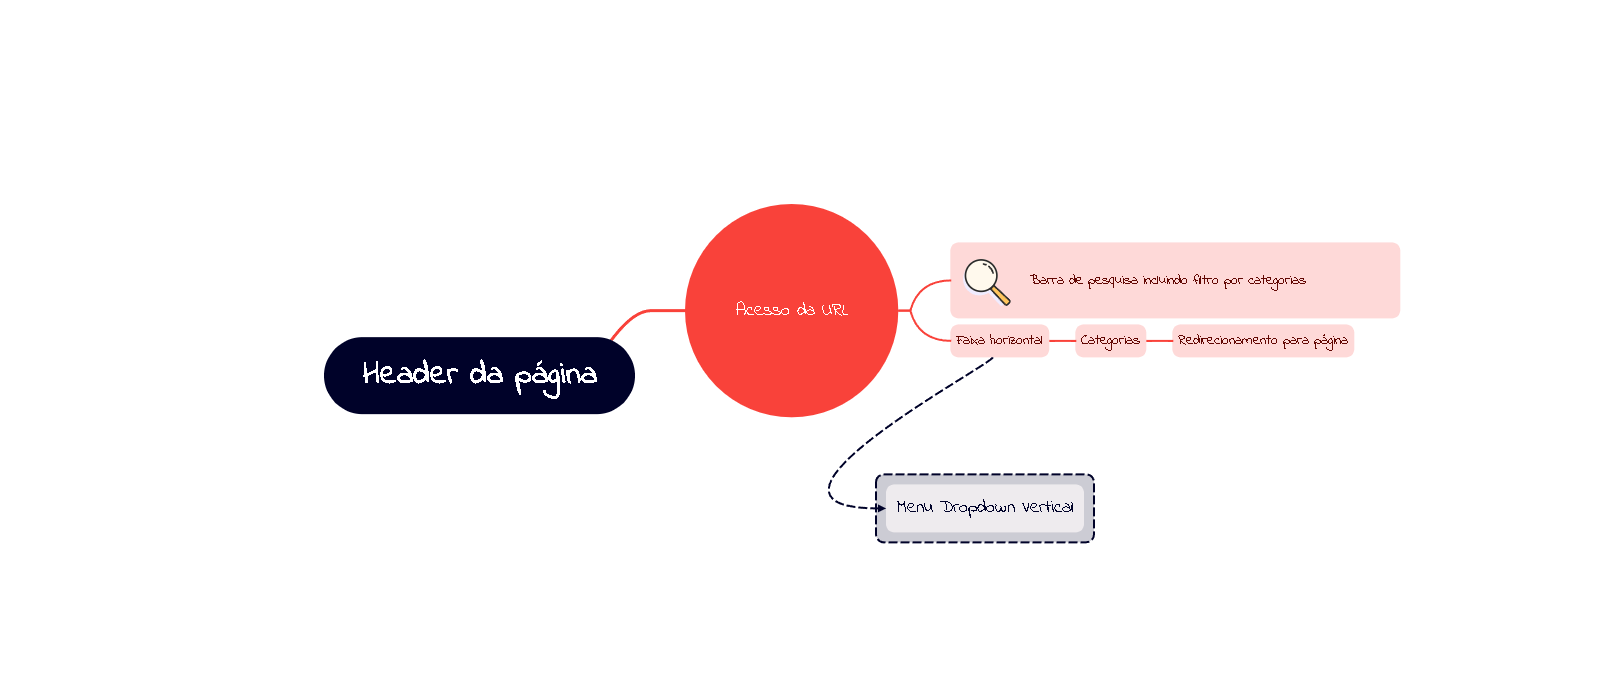 Header da página
Acesso da URL
Barra de pesquisa incluindo filtro por categorias
Faixa horizontal
Categorias
Redirecionamento para página
Menu Dropdown Vertical